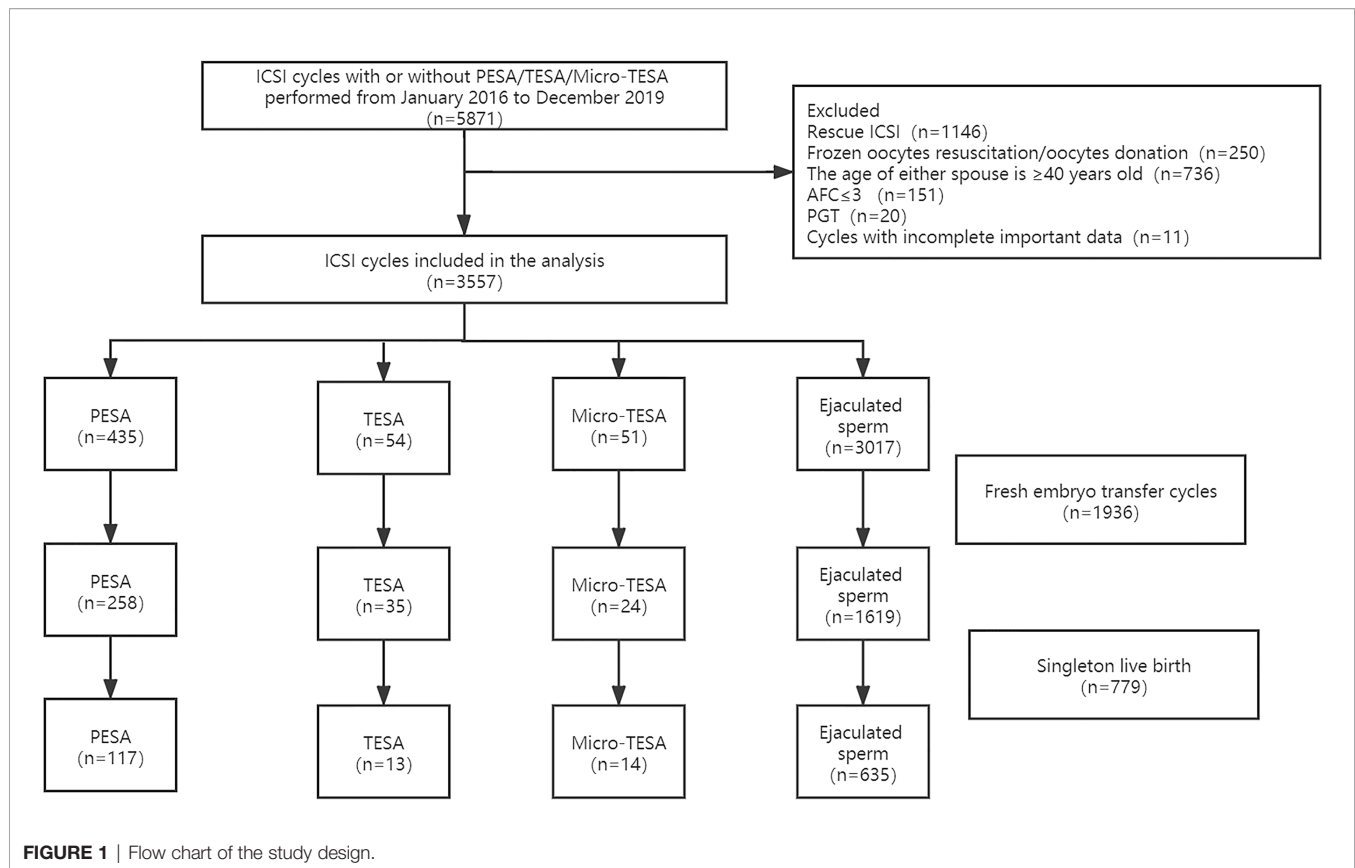 ICSI cycles with or without PESA/TESA/Micro-TESA
performed from January 2016 to December 2019
(n=5871)
Excluded
Rescue ICSI (n=1146)
Frozen oocytes resuscitation/oocytes donation (n=250)
The age of either spouse is ≥40 years old (n=736)
AFC≤3 (n=151)
PGT (n=20)
Cycles with incomplete important data (n=11)
ICSI cycles included in the analysis
(n=3557)
PESA
(n=435)
TESA
(n=54)
Micro-TESA
(n=51)
Ejaculated
sperm
(n=3017)
Fresh embryo transfer cycles
(n=1936)
PESA
(n=258)
TESA
(n=35)
Micro-TESA
(n=24)
Ejaculated
sperm
(n=1619)
Singleton live birth
(n=779)
PESA
(n=117)
TESA
(n=13)
Micro-TESA
(n=14)
Ejaculated
sperm
(n=635)
FIGURE 1 | Flow chart of the study design.